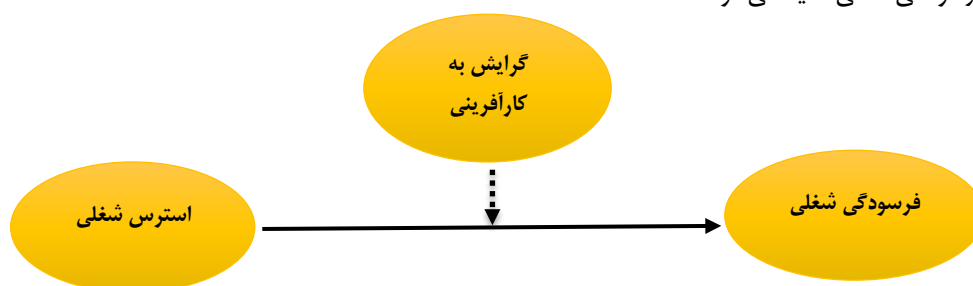 گرایش به
کارآفرینی
استرس شغلی
فرسودگی شغلی